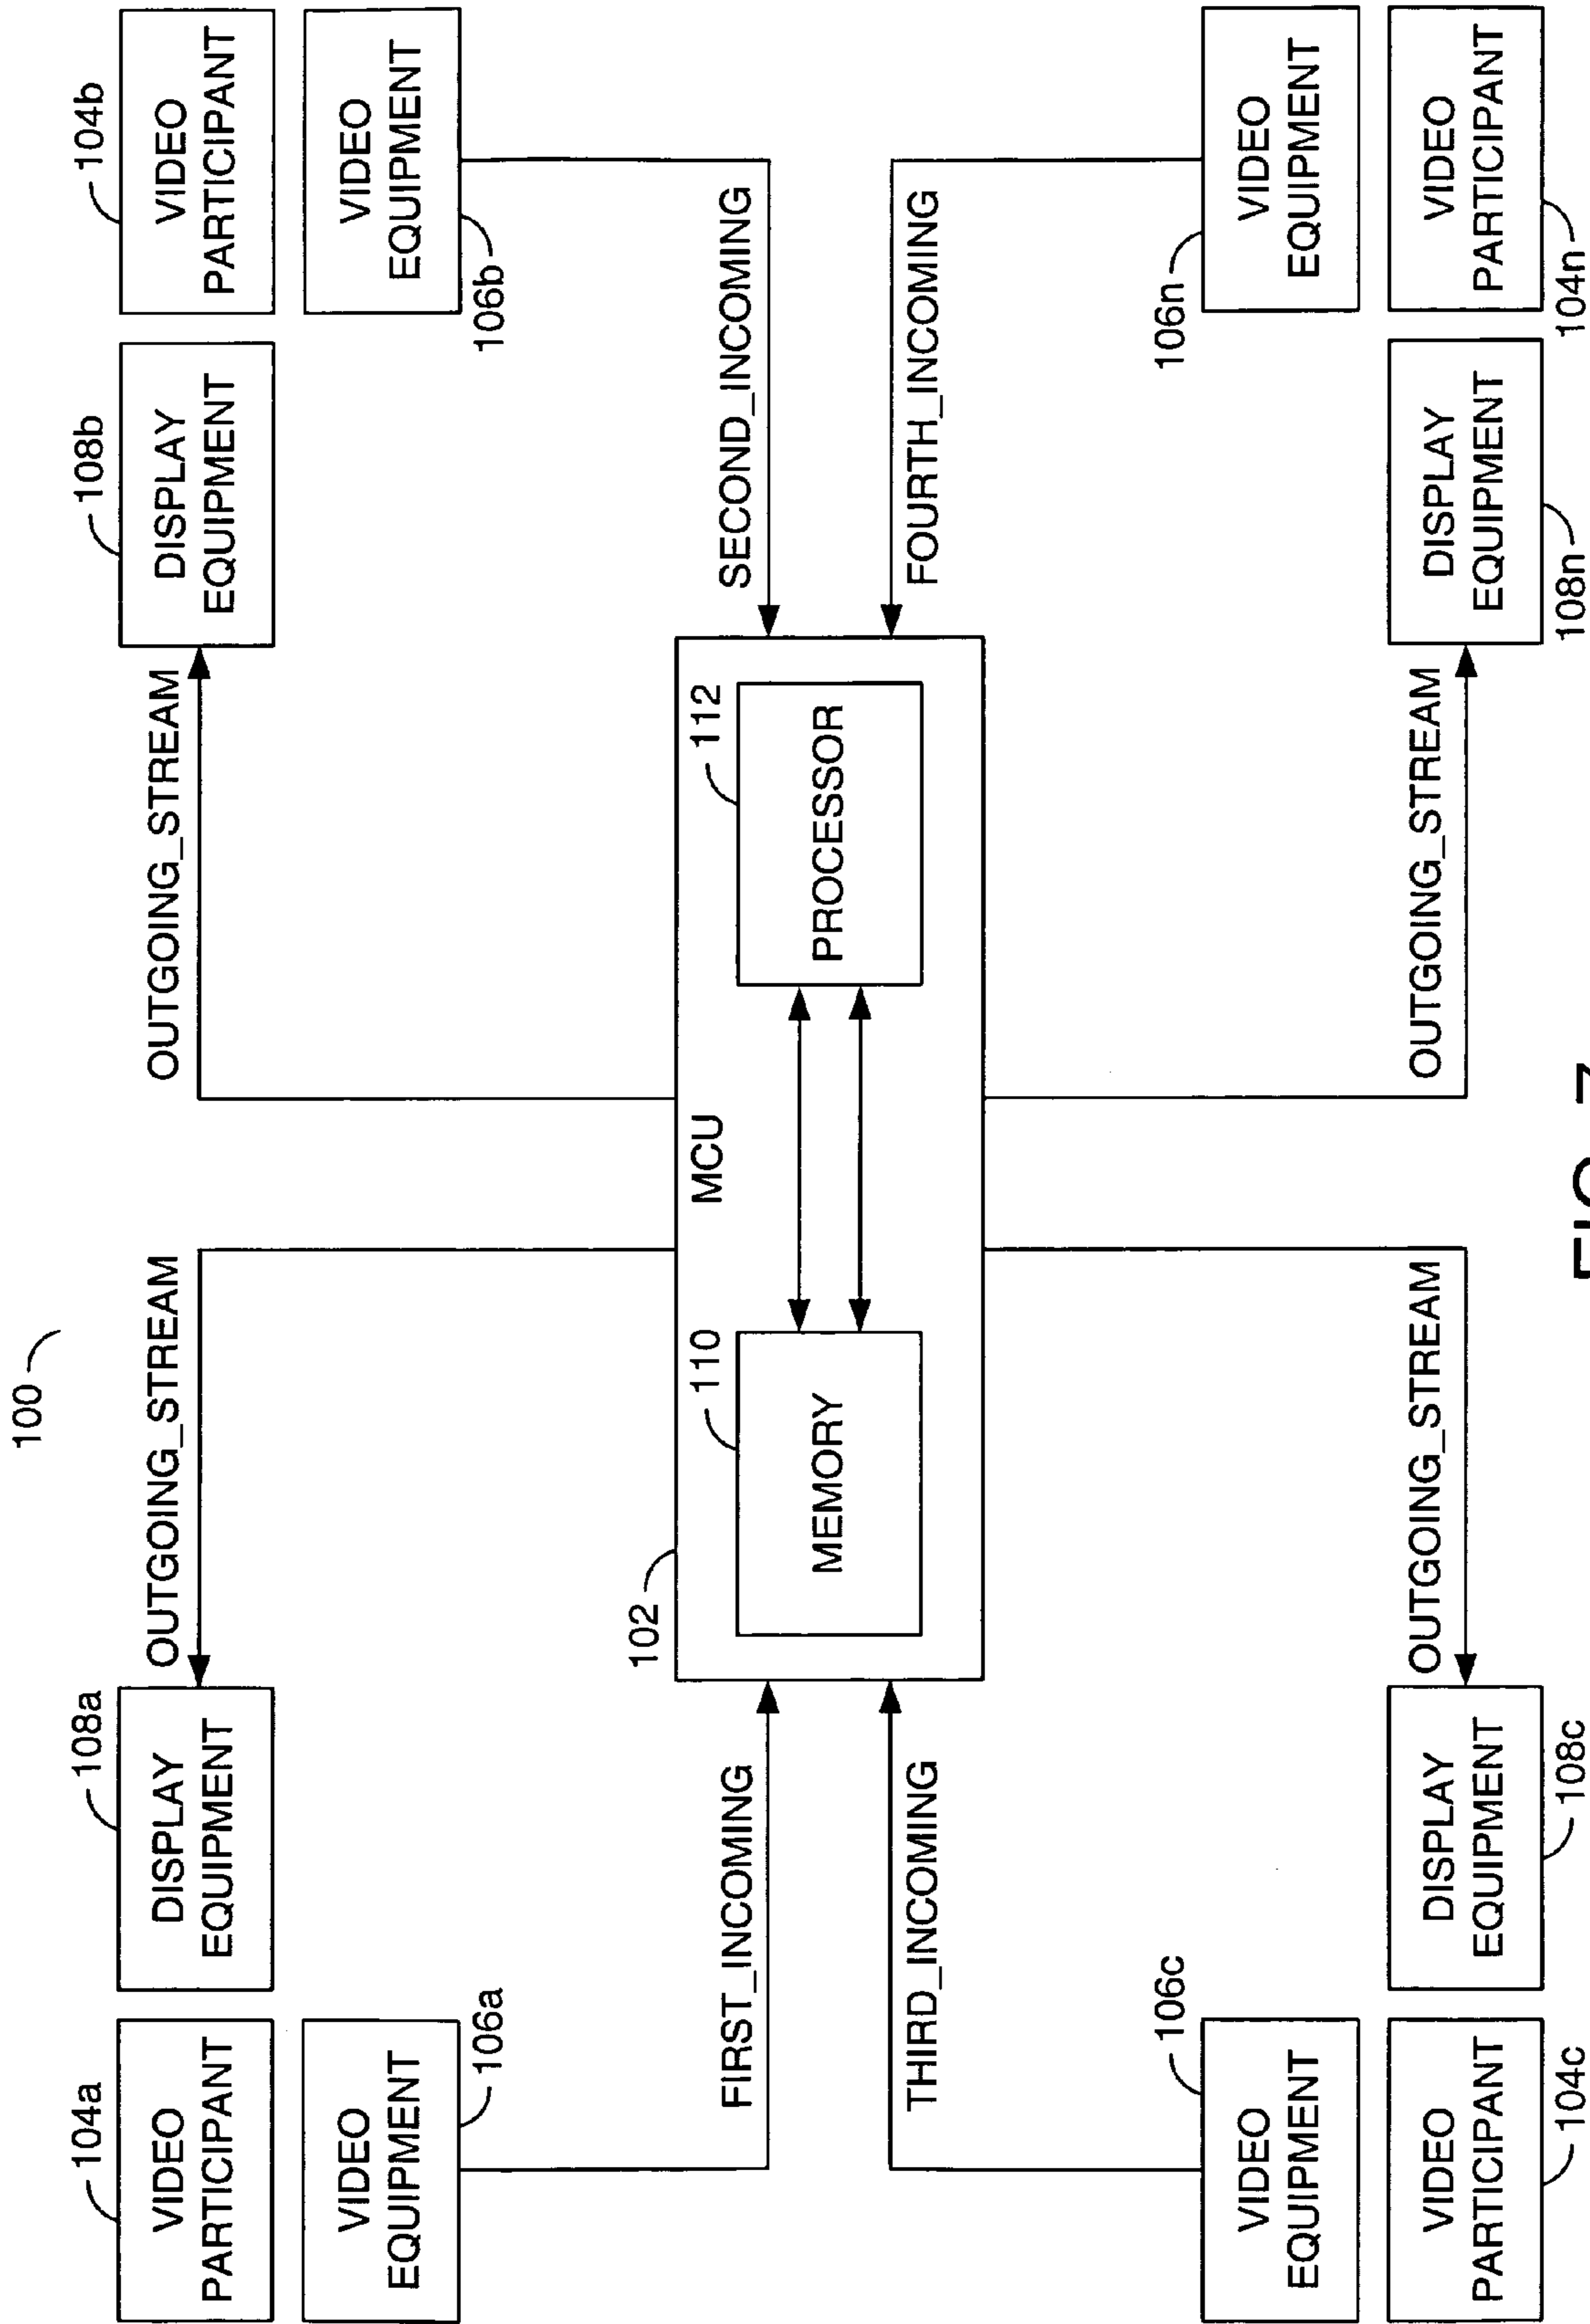 100
104a
VIDEO
PARTICIPANT
108a
DISPLAY
EQUIPMENT
OUTGOING_STREAM
OUTGOING_STREAM
108b
DISPLAY
EQUIPMENT
104b
VIDEO
PARTICIPANT
VIDEO
EQUIPMENT
106a
VIDEO
EQUIPMENT
106b
FIRST_INCOMING
SECOND_INCOMING
102
MCU
110
MEMORY
112
PROCESSOR
THIRD_INCOMING
FOURTH_INCOMING
106c
VIDEO
EQUIPMENT
106n
VIDEO
EQUIPMENT
VIDEO
PARTICIPANT
104c
DISPLAY
EQUIPMENT
108c
OUTGOING_STREAM
OUTGOING_STREAM
DISPLAY
EQUIPMENT
108n
VIDEO
PARTICIPANT
104n